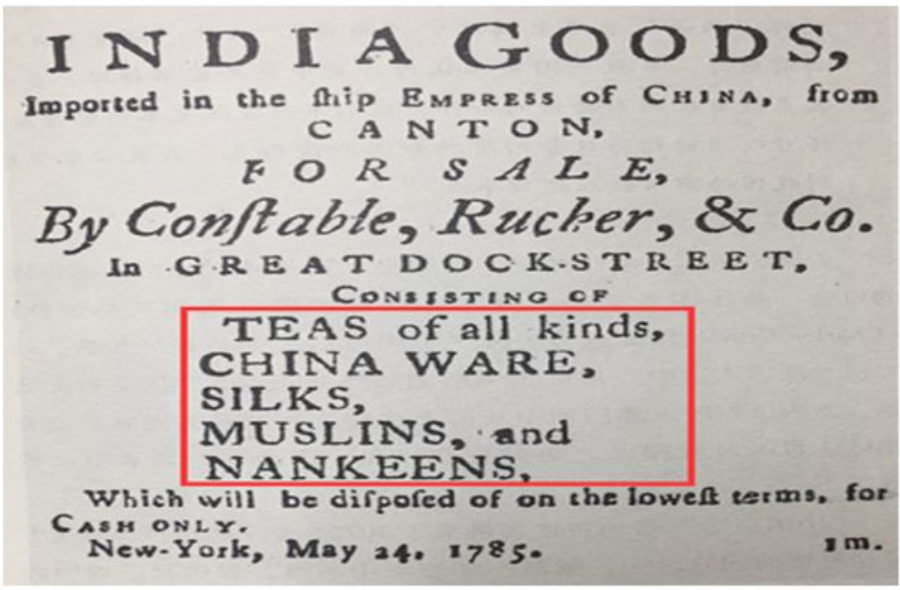 INDIA GOODS,
Imported in the ſhip EMPRESS of CHINA, from
CANTON,
FOR SALE,
By Conſtable, Rucker, & Co.
In GREAT DOCK-STREET,
CONSISTING OF
TEAS of all kinds,
CHINA WARE,
SILKS,
MUSLINS, and
NANKEENS,
Which will be diſpoſed of on the loweſt terms, for
CASH ONLY.
New-York, May 24. 1785. 1 m.